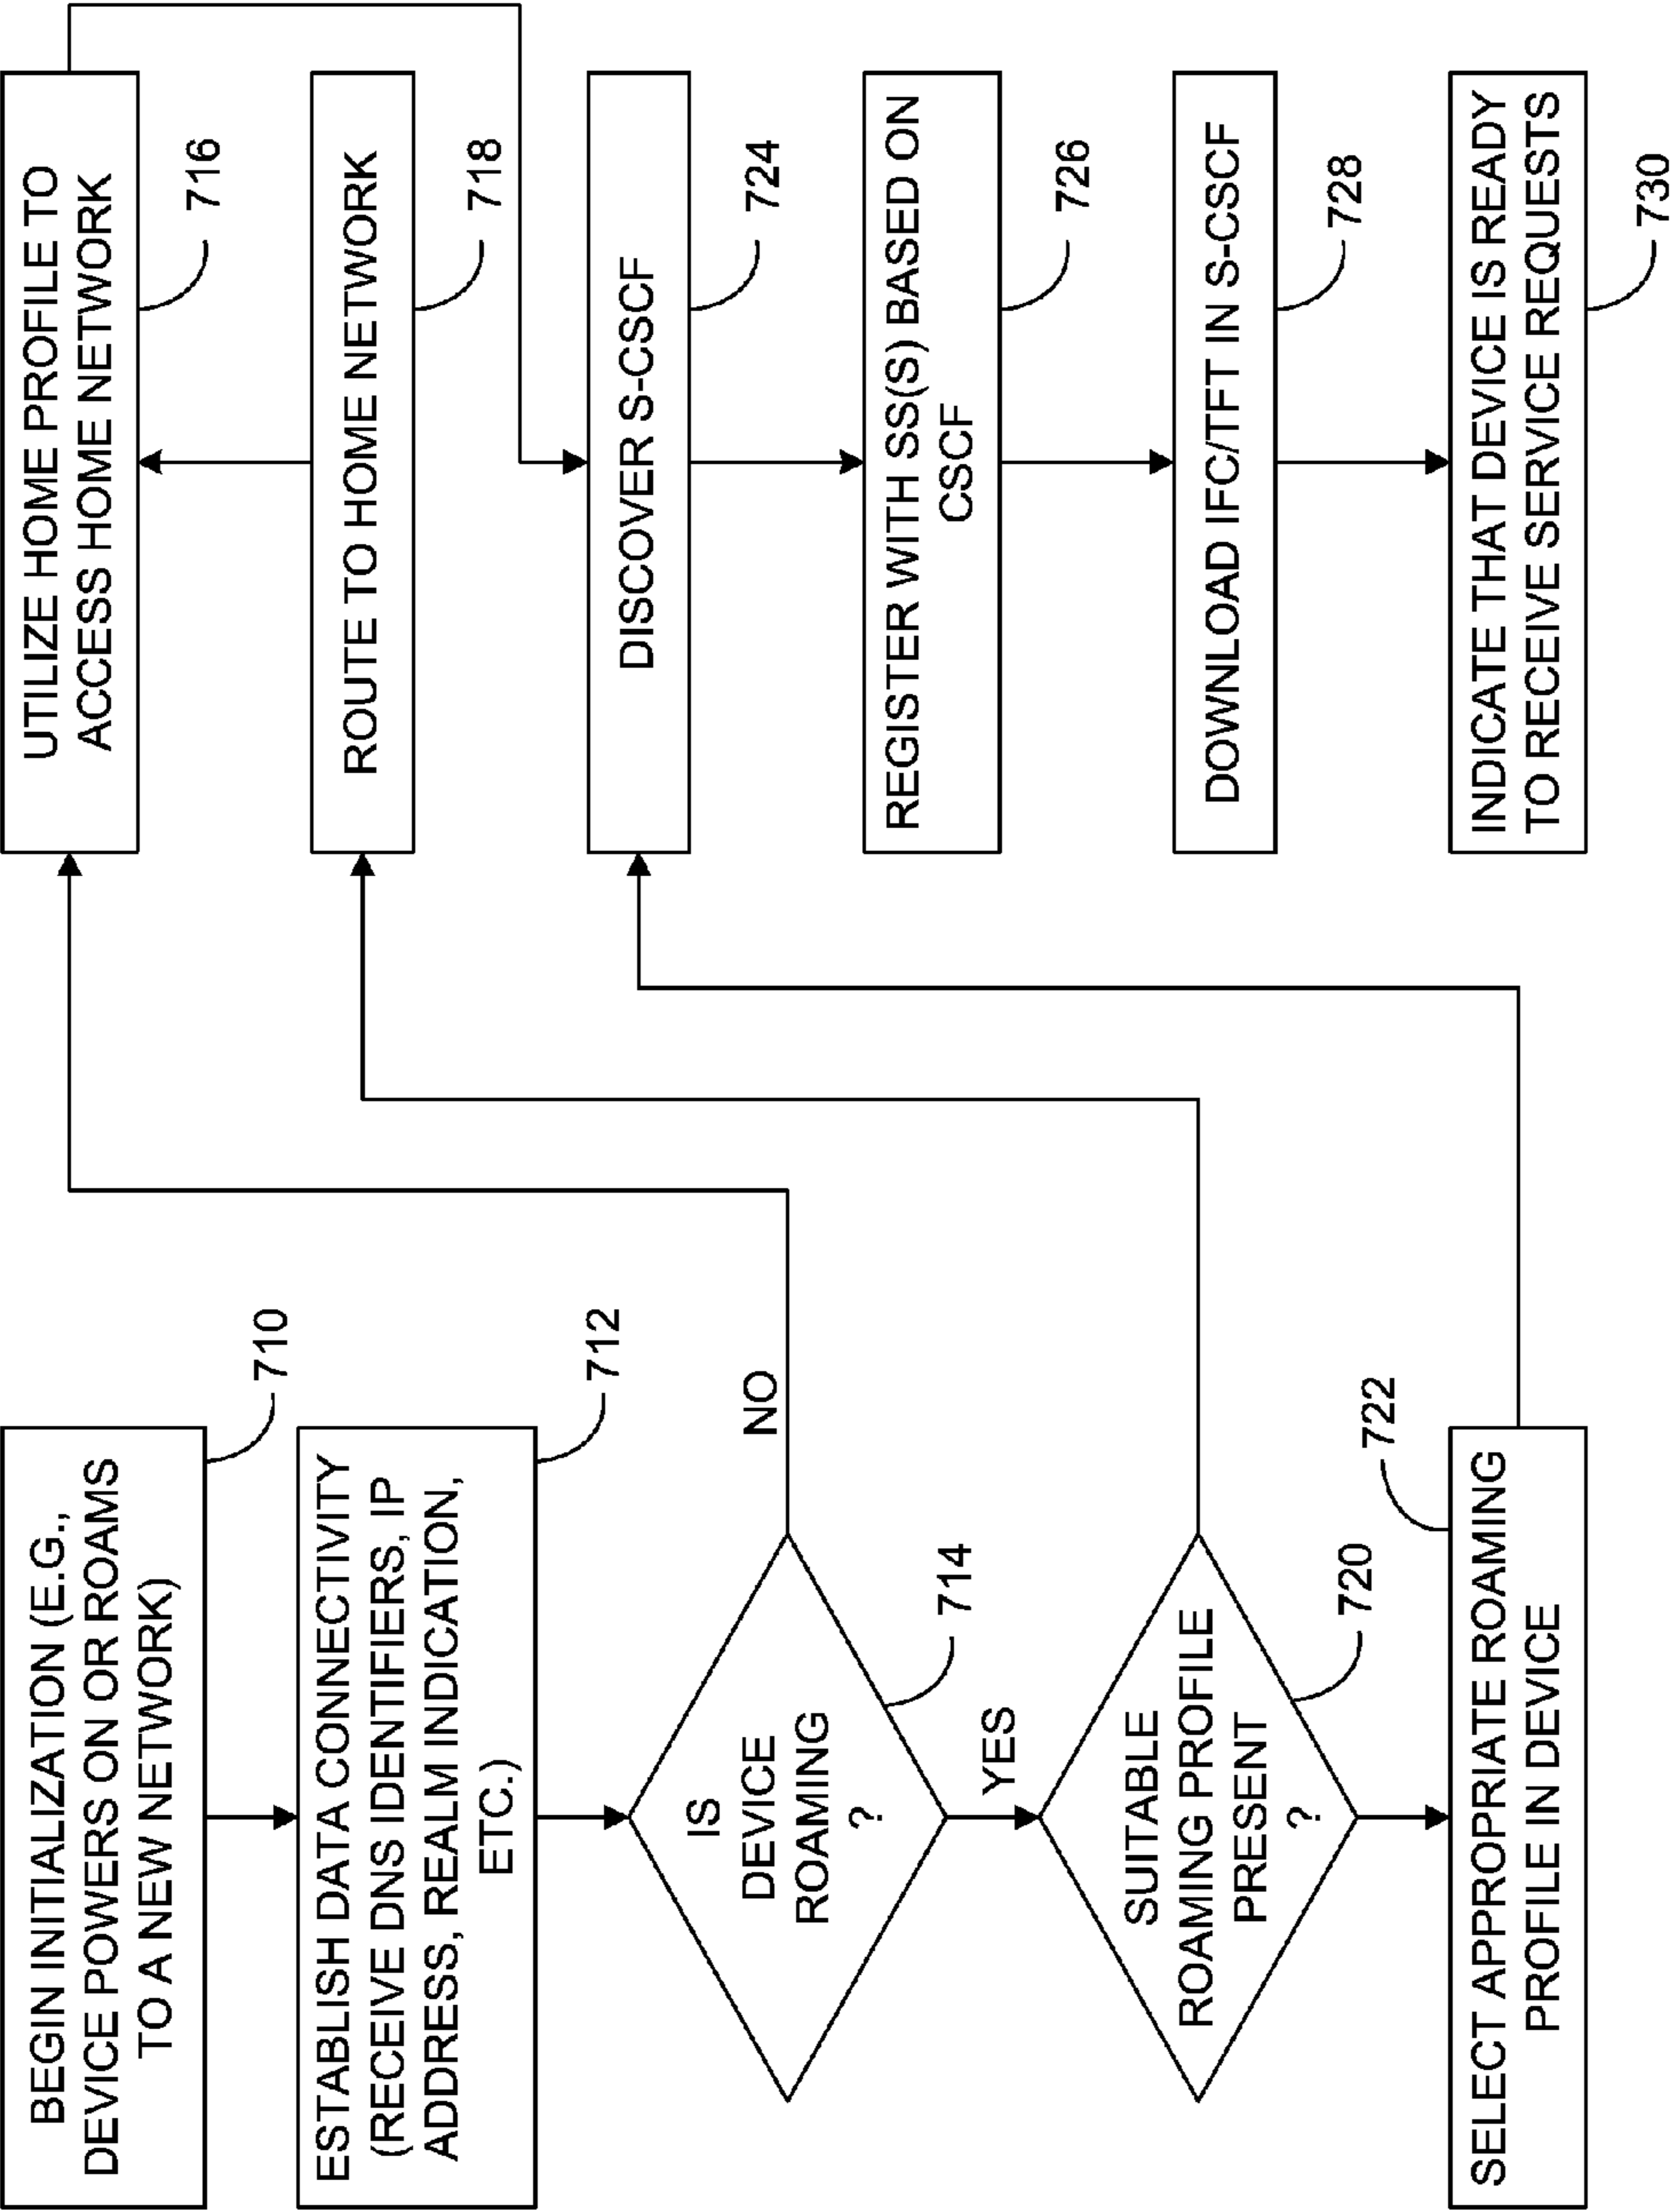 BEGIN INITIALIZATION (E.G.,
DEVICE POWERS ON OR ROAMS
TO A NEW NETWORK)
710
ESTABLISH DATA CONNECTIVITY
(RECEIVE DNS IDENTIFIERS, IP
ADDRESS, REALM INDICATION,
ETC.)
712
IS
DEVICE
ROAMING
?
714
NO
YES
SUITABLE
ROAMING PROFILE
PRESENT
?
720
SELECT APPROPRIATE ROAMING
PROFILE IN DEVICE
722
UTILIZE HOME PROFILE TO
ACCESS HOME NETWORK
716
ROUTE TO HOME NETWORK
718
DISCOVER S-CSCF
724
REGISTER WITH SS(S) BASED ON
CSCF
726
DOWNLOAD IFC/TFT IN S-CSCF
728
INDICATE THAT DEVICE IS READY
TO RECEIVE SERVICE REQUESTS
730